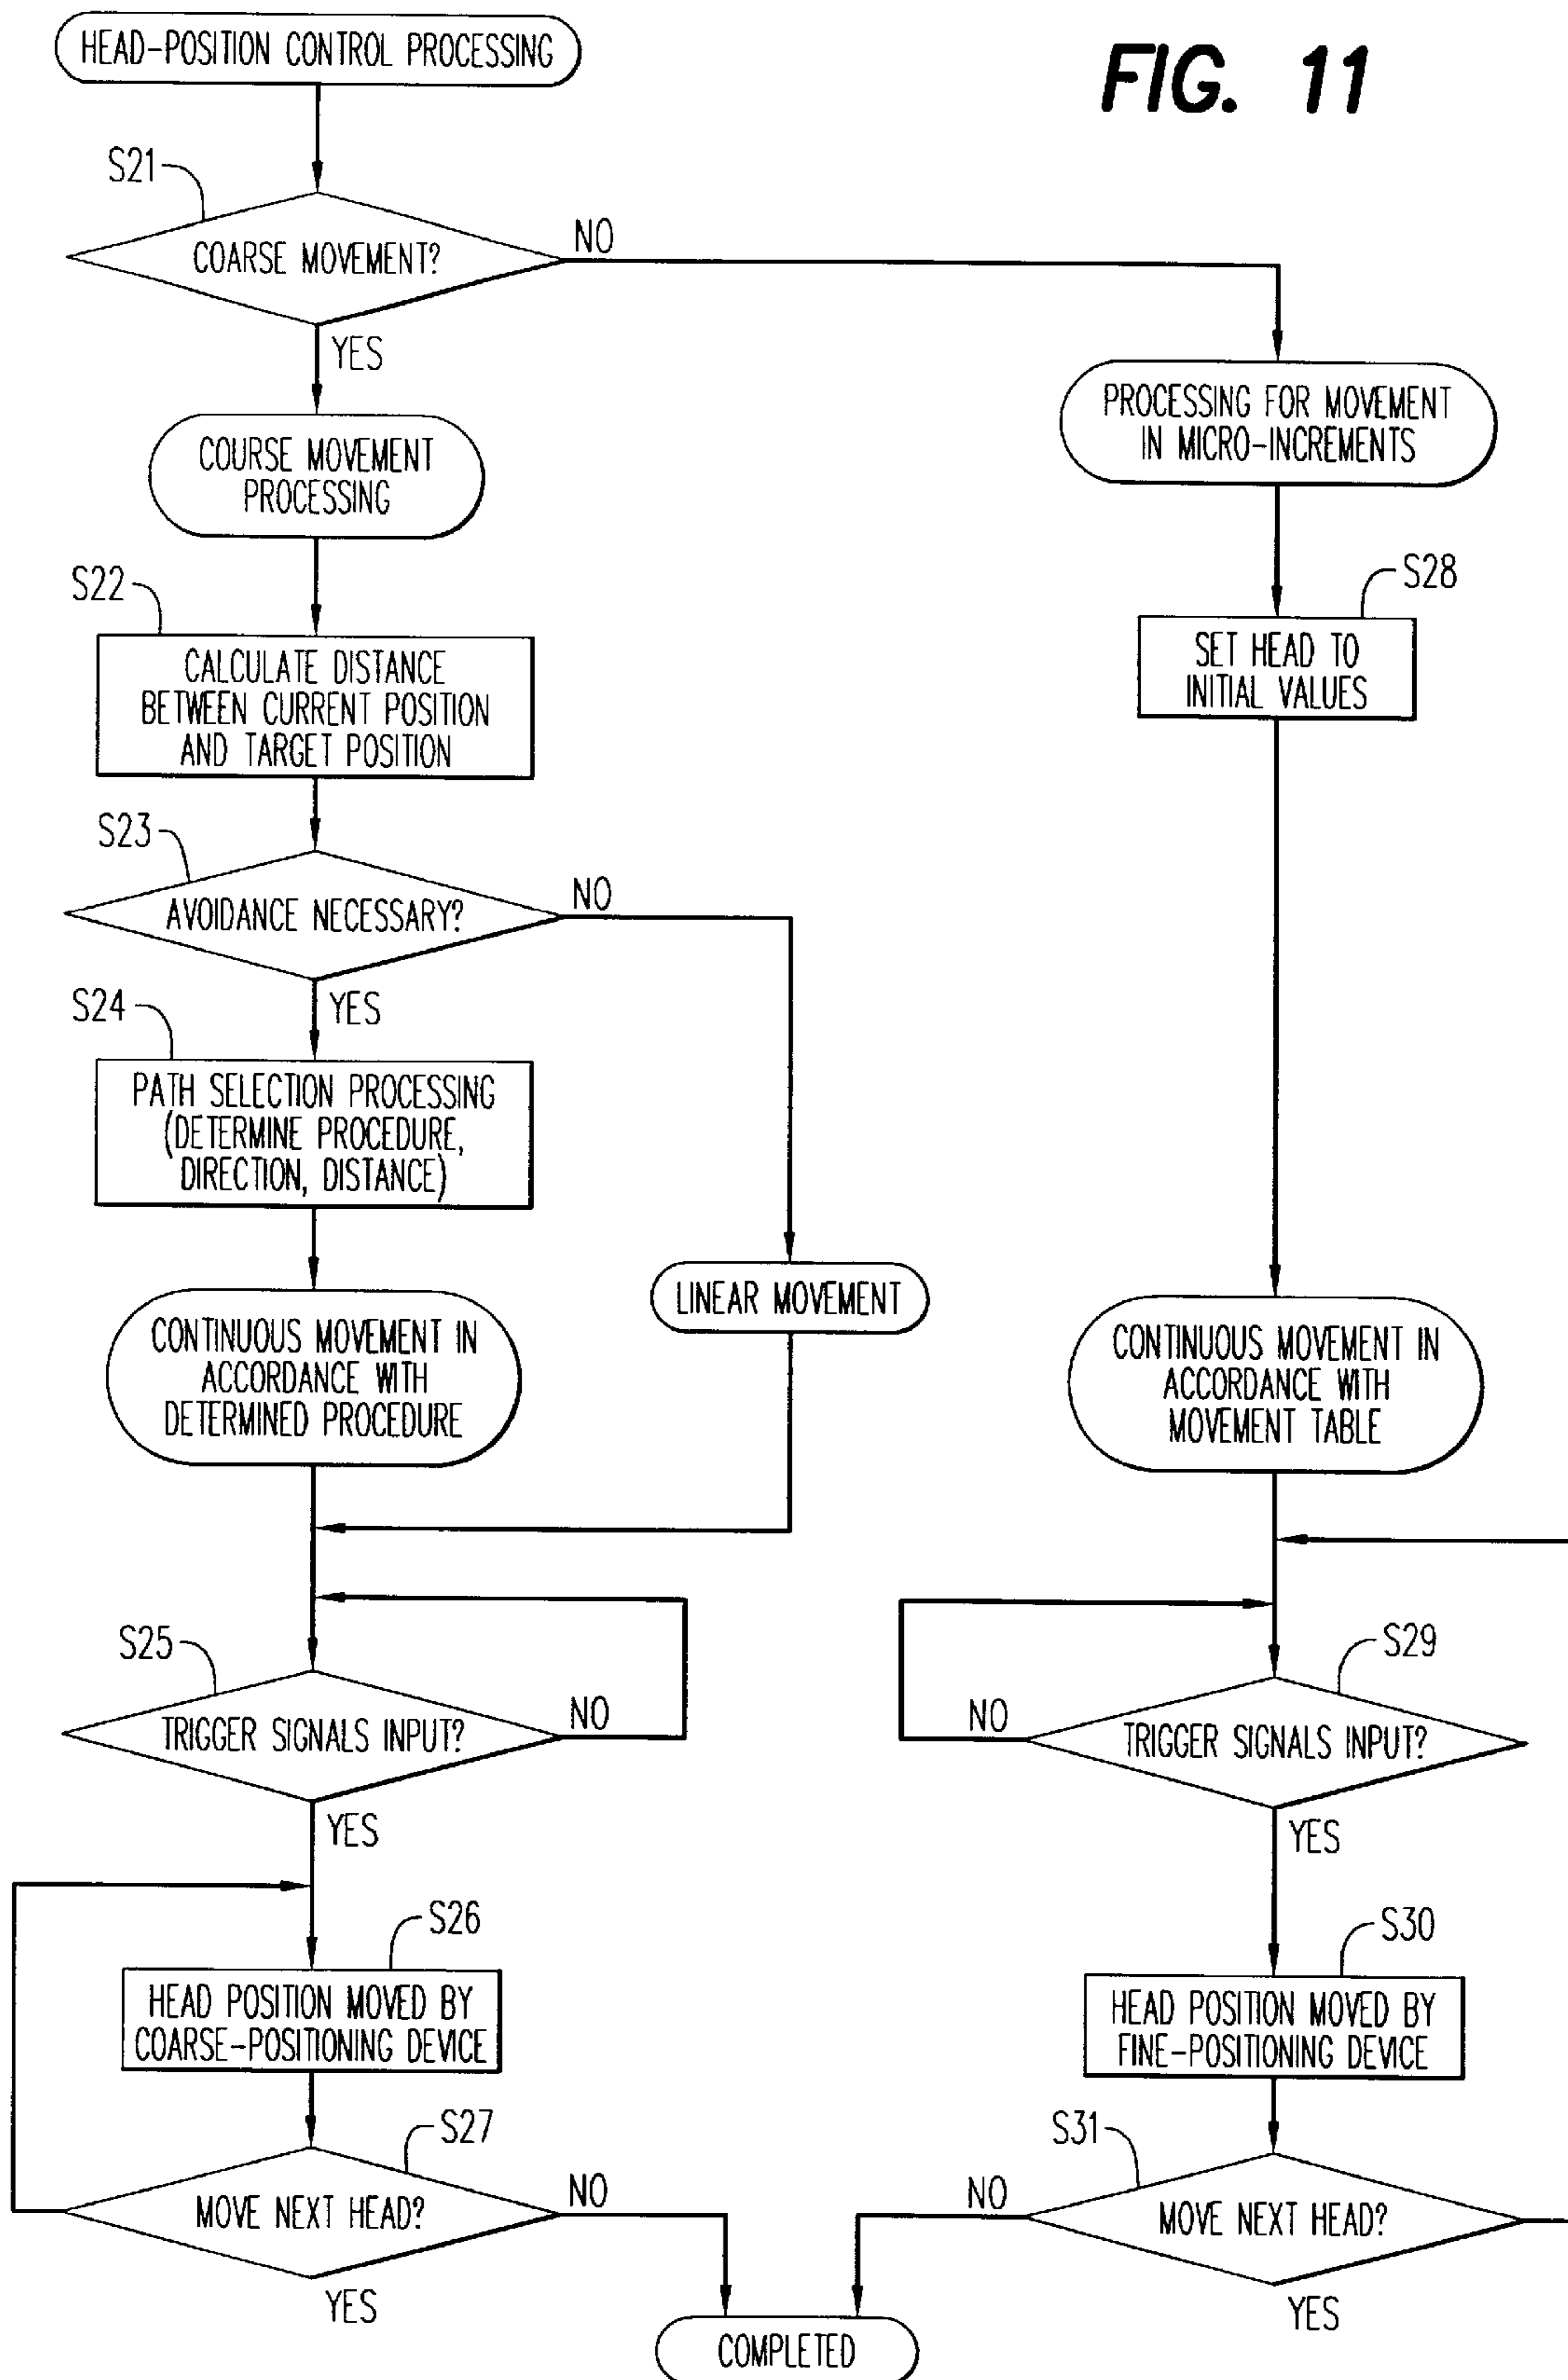 HEAD-POSITION CONTROL PROCESSING
FIG. 11
S21
COARSE MOVEMENT?
NO
YES
COURSE MOVEMENT
PROCESSING
PROCESSING FOR MOVEMENT
IN MICRO-INCREMENTS
S22
CALCULATE DISTANCE
BETWEEN CURRENT POSITION
AND TARGET POSITION
S28
SET HEAD TO
INITIAL VALUES
S23
AVOIDANCE NECESSARY?
NO
YES
S24
PATH SELECTION PROCESSING
(DETERMINE PROCEDURE,
DIRECTION, DISTANCE)
CONTINUOUS MOVEMENT IN
ACCORDANCE WITH
DETERMINED PROCEDURE
LINEAR MOVEMENT
CONTINUOUS MOVEMENT IN
ACCORDANCE WITH
MOVEMENT TABLE
S25
TRIGGER SIGNALS INPUT?
NO
YES
S29
NO
TRIGGER SIGNALS INPUT?
YES
S26
HEAD POSITION MOVED BY
COARSE-POSITIONING DEVICE
S30
HEAD POSITION MOVED BY
FINE-POSITIONING DEVICE
S27
MOVE NEXT HEAD?
NO
YES
S31
NO
MOVE NEXT HEAD?
YES
COMPLETED